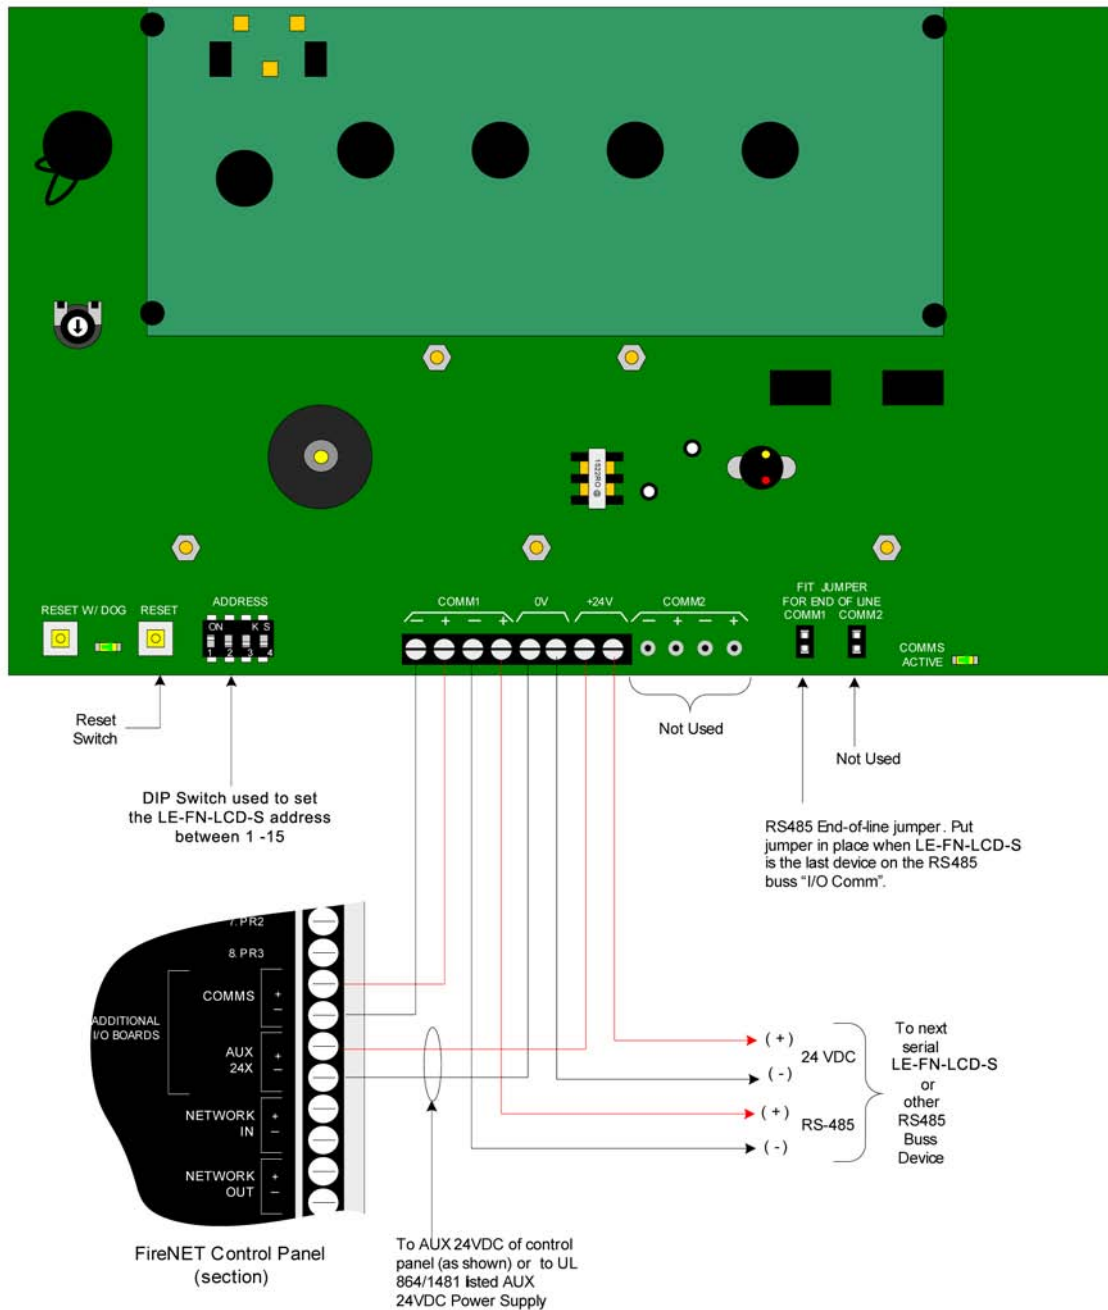 1S22RO @
RESET W/ DOG
RESET
ADDRESS
ON K S
1 2 3 4
COMM1
0V
+24V
COMM2
− + − +
− + − +
FIT JUMPER
FOR END OF LINE
COMM1 COMM2
COMMS
ACTIVE
Reset
Switch
Not Used
Not Used
DIP Switch used to set
the LE-FN-LCD-S address
between 1 -15
RS485 End-of-line jumper. Put
jumper in place when LE-FN-LCD-S
is the last device on the RS485
buss “I/O Comm”.
7. PR2
8. PR3
ADDITIONAL
I/O BOARDS
COMMS
+
−
AUX
24X
+
−
NETWORK
IN
+
−
NETWORK
OUT
+
−
(+)
24 VDC
(-)
(+)
RS-485
(-)
To next
serial
LE-FN-LCD-S
or
other
RS485
Buss
Device
FireNET Control Panel
(section)
To AUX 24VDC of control
panel (as shown) or to UL
864/1481 listed AUX
24VDC Power Supply